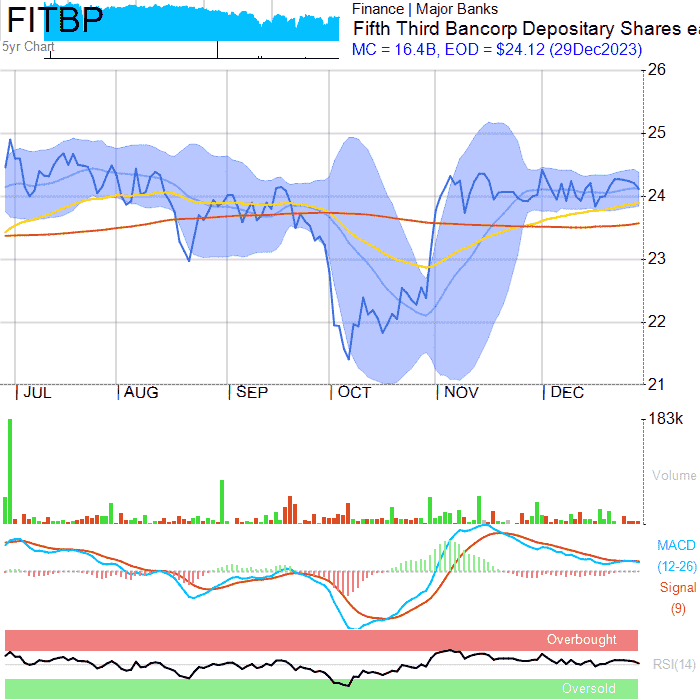 FITBP
5yr Chart
Finance | Major Banks
Fifth Third Bancorp Depositary Shares ea
MC = 16.4B, EOD = $24.12 (29Dec2023)
26
25
24
23
22
21
JUL
AUG
SEP
OCT
NOV
DEC
183k
Volume
MACD
(12-26)
Signal
(9)
Overbought
RSI(14)
Oversold